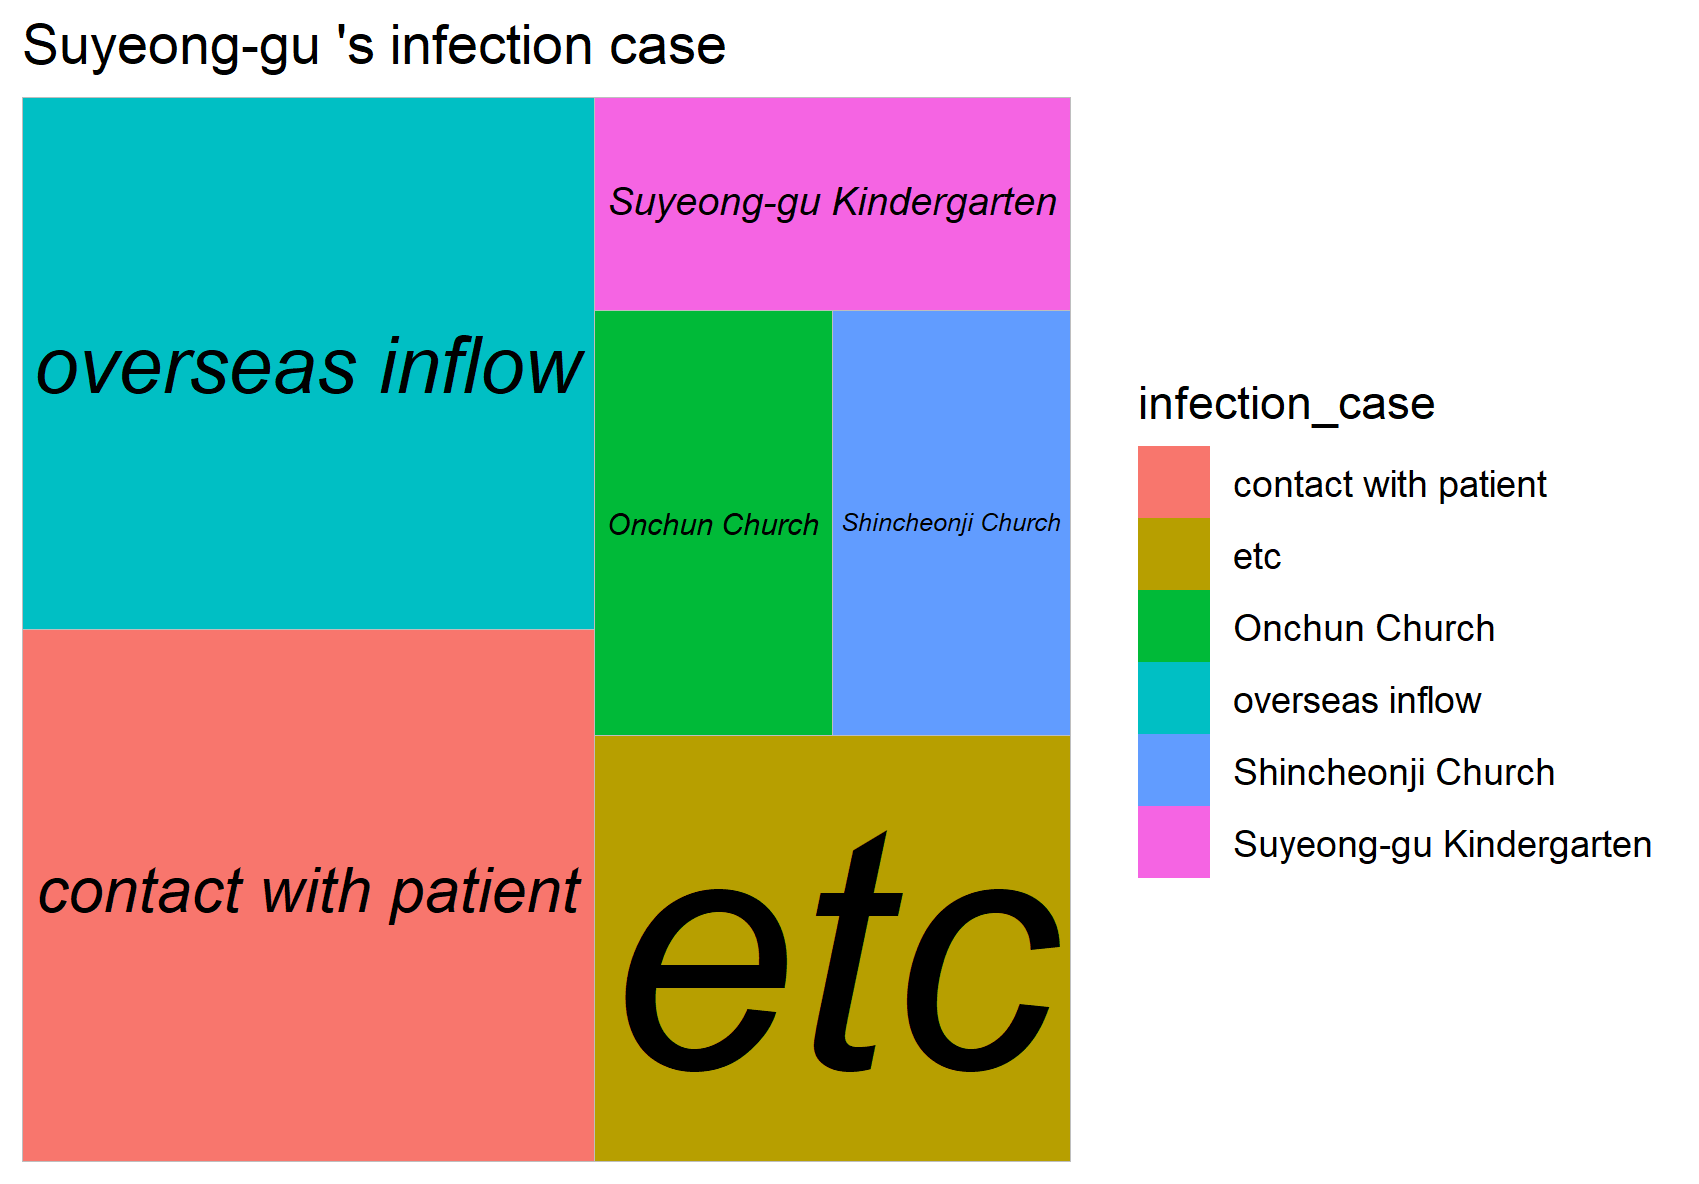 Suyeong-gu 's infection case
overseas inflow
contact with patient
Suyeong-gu Kindergarten
Onchun Church
Shincheonji Church
etc
infection_case
contact with patient
etc
Onchun Church
overseas inflow
Shincheonji Church
Suyeong-gu Kindergarten